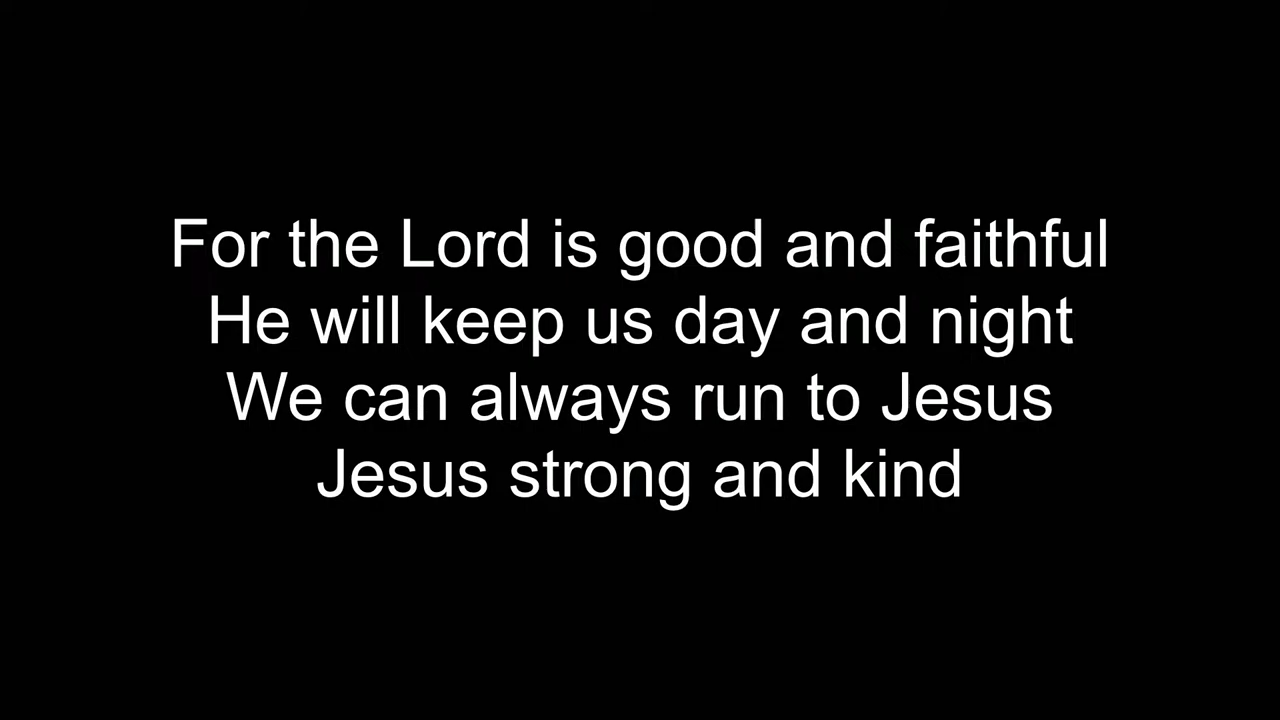 For the Lord is good and faithful
He will keep us day and night
We can always run to Jesus
Jesus strong and kind